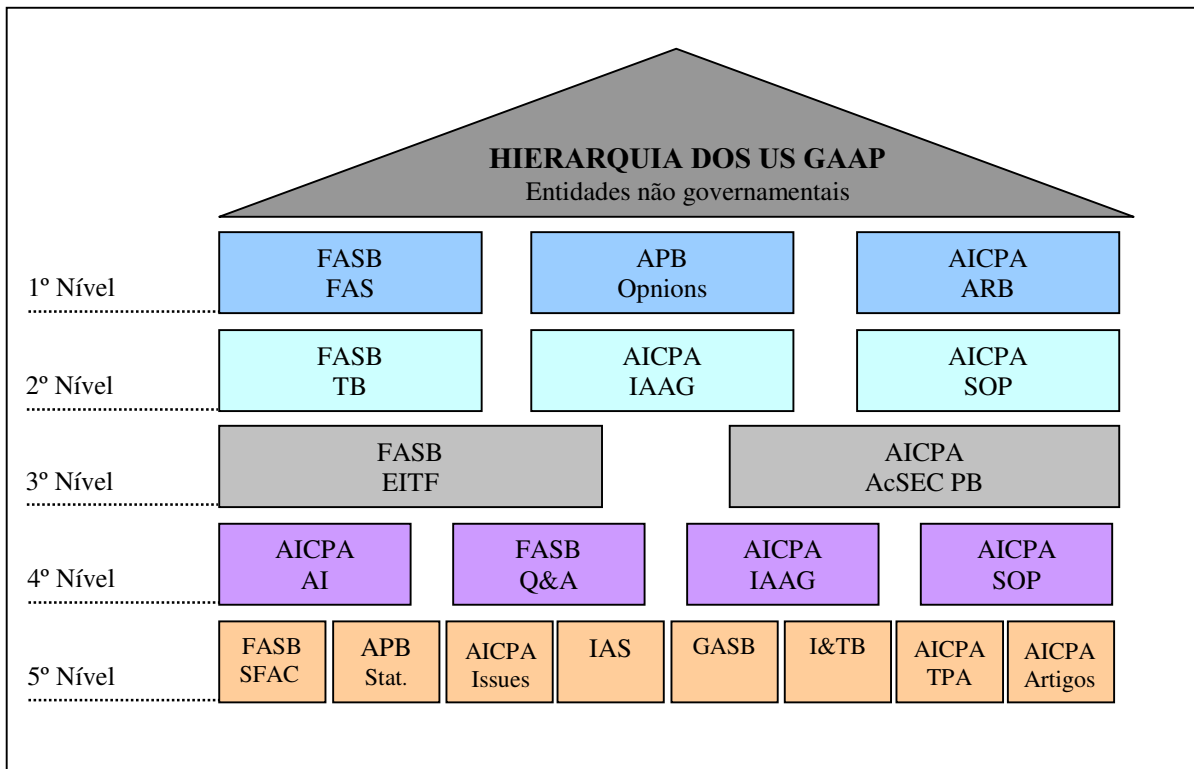 HIERARQUIA DOS US GAAP
Entidades não governamentais
1º Nível
FASB
FAS
APB
Opnions
AICPA
ARB
2º Nível
FASB
TB
AICPA
IAAG
AICPA
SOP
3º Nível
FASB
EITF
AICPA
AcSEC PB
4º Nível
AICPA
AI
FASB
Q&A
AICPA
IAAG
AICPA
SOP
5º Nível
FASB
SFAC
APB
Stat.
AICPA
Issues
IAS
GASB
I&TB
AICPA
TPA
AICPA
Artigos